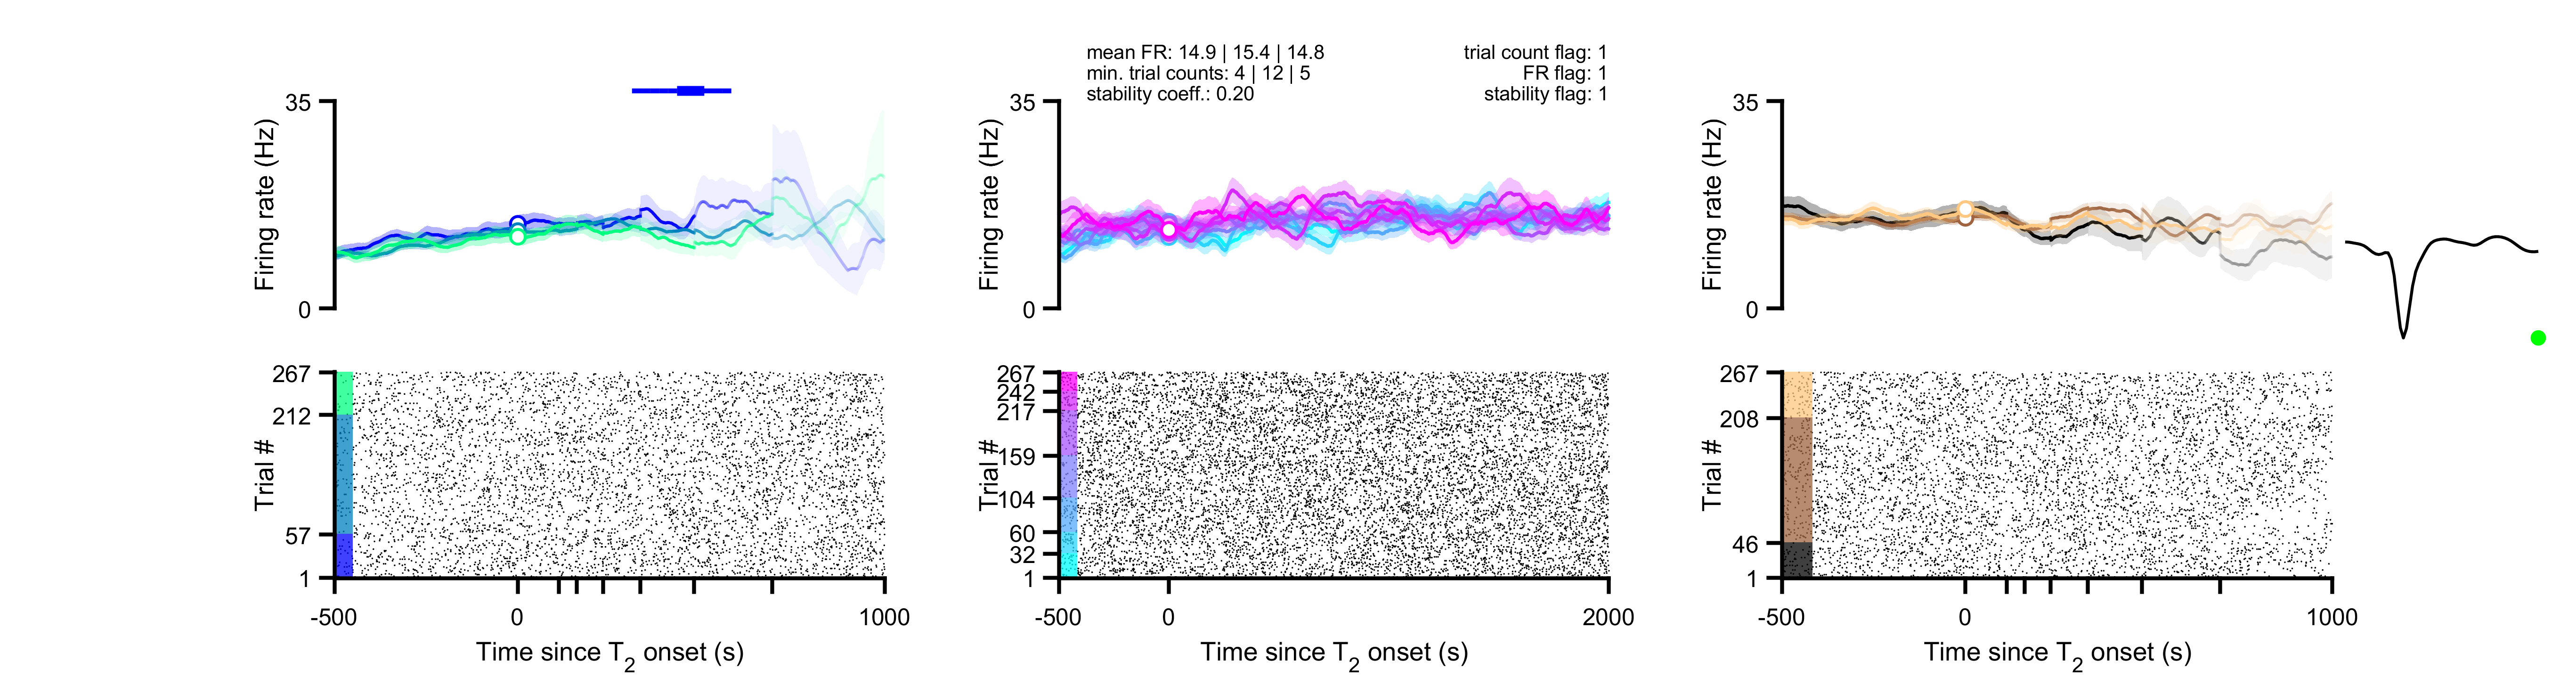 mean FR: 14.9 | 15.4 | 14.8
min. trial counts: 4 | 12 | 5
stability coeff.: 0.20
trial count flag: 1
FR flag: 1
stability flag: 1
35
Firing rate (Hz)
0
35
Firing rate (Hz)
0
35
Firing rate (Hz)
0
267
212
Trial #
57
1
-500
0
1000
Time since T2 onset (s)
267
242
217
159
Trial #
104
60
32
1
-500
0
2000
Time since T2 onset (s)
267
208
Trial #
46
1
-500
0
1000
Time since T2 onset (s)